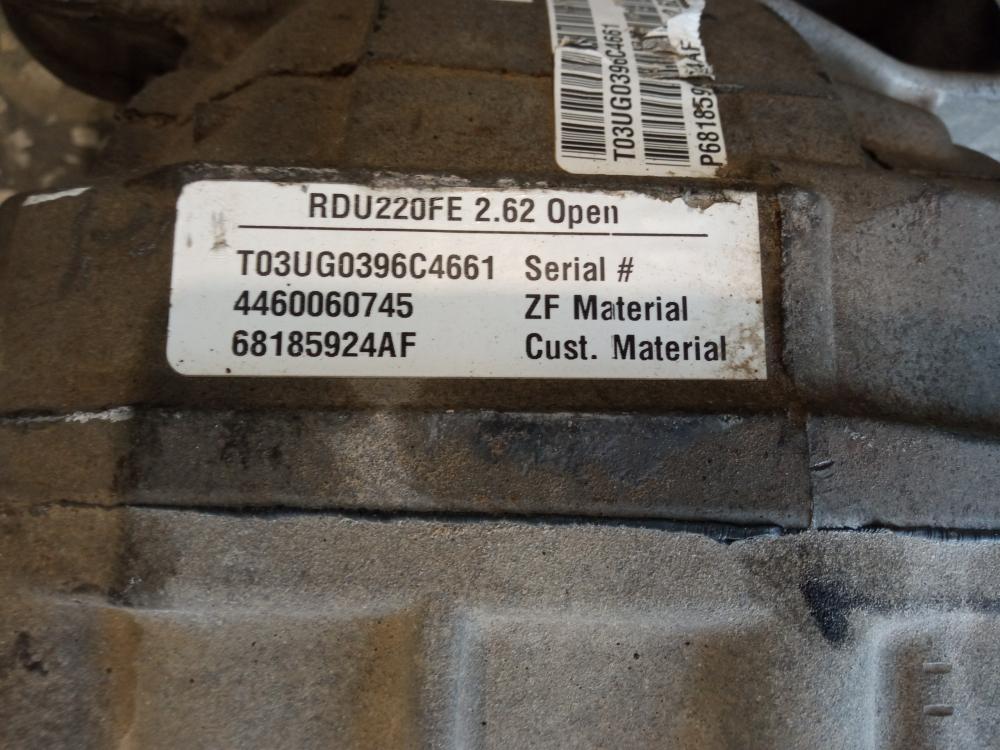 T03UG0396C4661
RDU220FE 2.62 Open
T03UG0396C4661 Serial #
4460060745 ZF Material
68185924AF Cust. Material